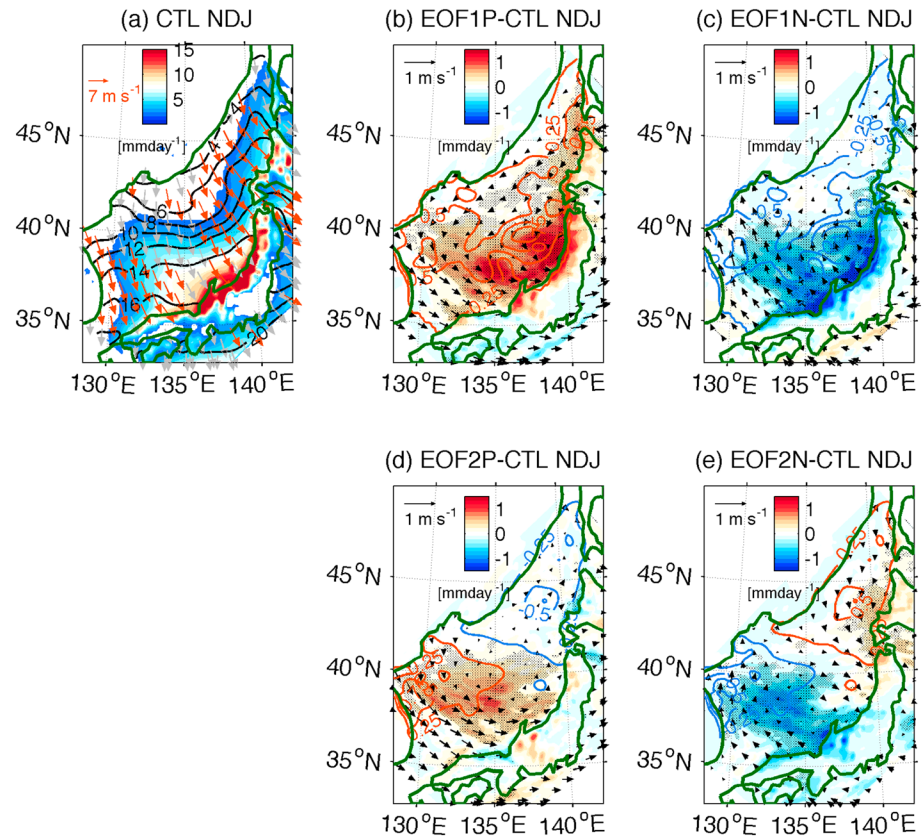 (a) CTL NDJ
(b) EOF1P-CTL NDJ
(c) EOF1N-CTL NDJ
7 m s⁻¹
15
10
5
[mmday⁻¹]
4
6
8
10
12
14
16
20
45°N
40°N
35°N
130°E
135°E
140°E
1 m s⁻¹
1
0
-1
[mmday⁻¹]
0.25
0.5
45°N
40°N
35°N
130°E
135°E
140°E
1 m s⁻¹
1
0
-1
[mmday⁻¹]
-0.25
-0.5
45°N
40°N
35°N
130°E
135°E
140°E
(d) EOF2P-CTL NDJ
(e) EOF2N-CTL NDJ
1 m s⁻¹
1
0
-1
[mmday⁻¹]
-0.25
-0.5
0.25
0.25
45°N
40°N
35°N
130°E
135°E
140°E
1 m s⁻¹
1
0
-1
[mmday⁻¹]
45°N
40°N
35°N
130°E
135°E
140°E